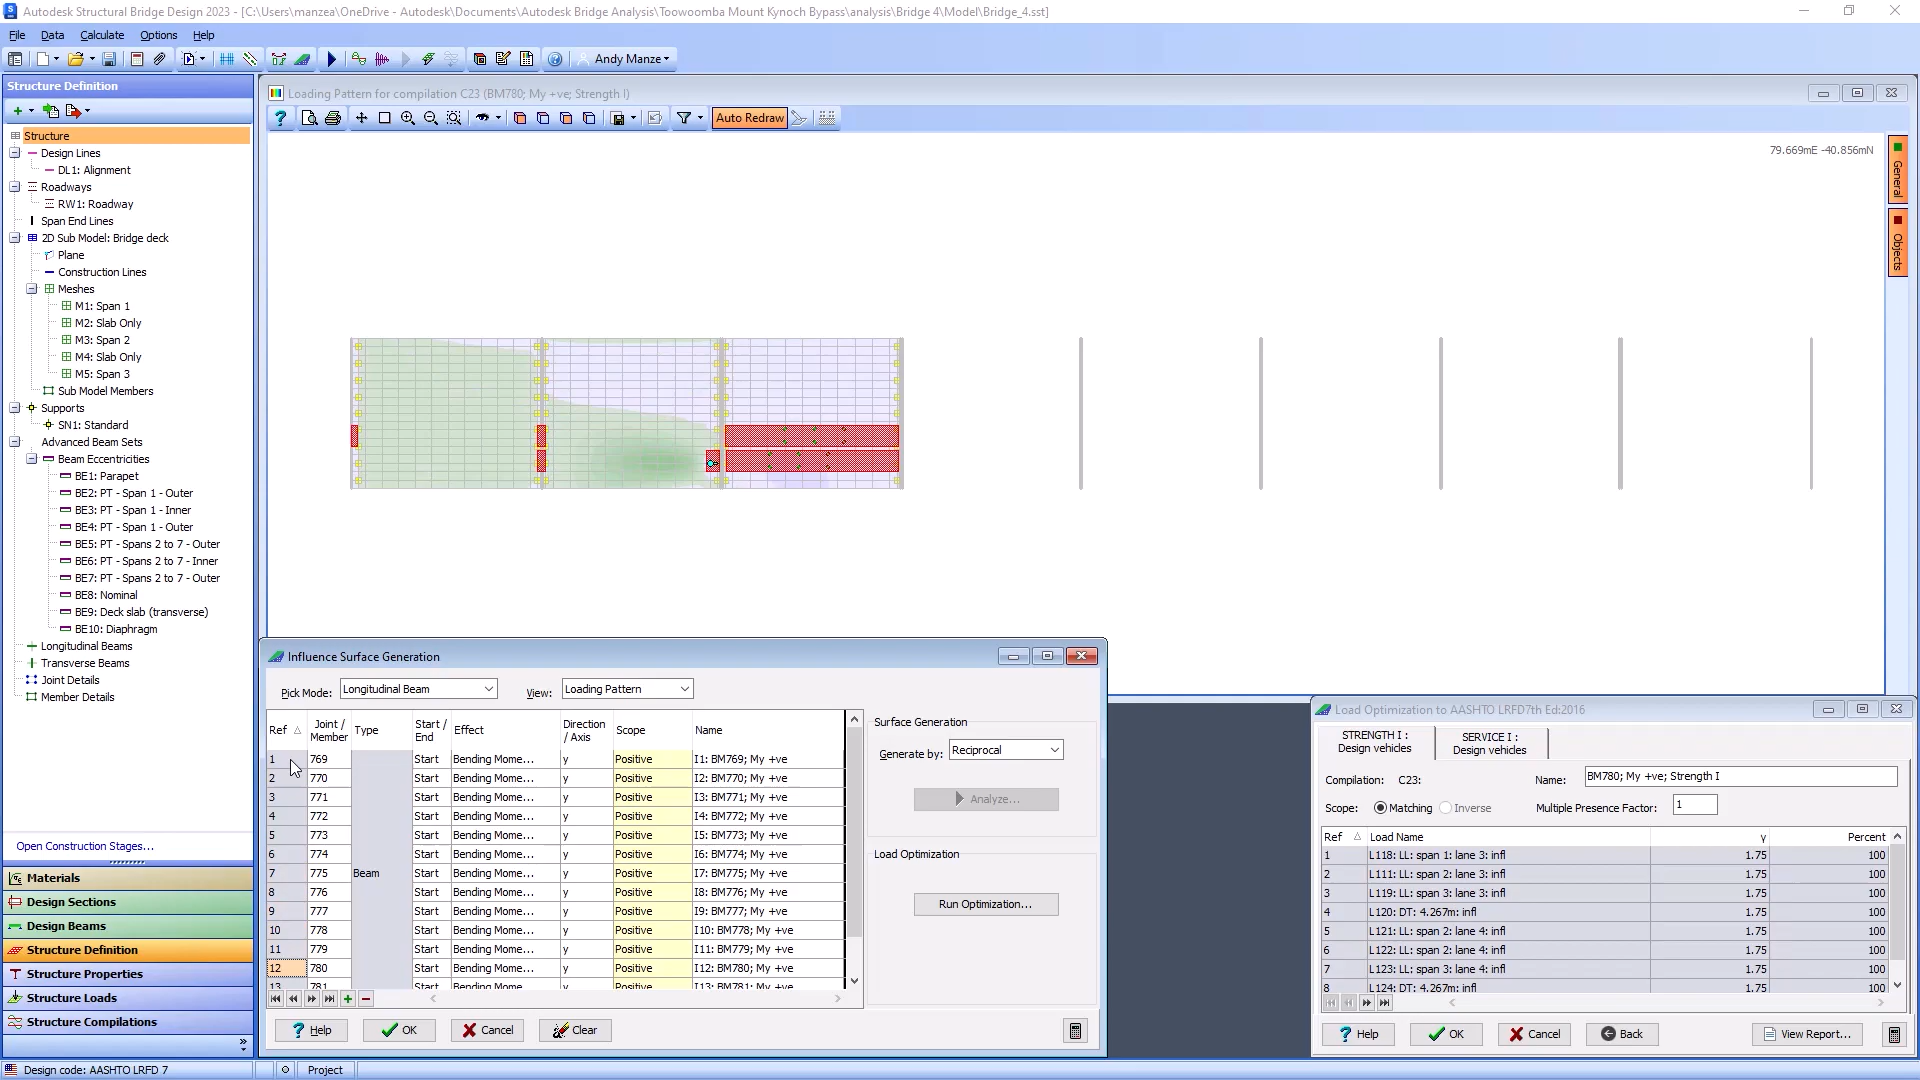 Autodesk Structural Bridge Design 2023 - [C:\Users\manzea\OneDrive - Autodesk\Documents\Autodesk Bridge Analysis\Toowoomba Mount Kynoch Bypass\analysis\Bridge 4\Model\Bridge_4.sst]
File Data Calculate Options Help
Andy Manze
Structure Definition
Structure
Design Lines
DL1: Alignment
Roadways
RW1: Roadway
Span End Lines
2D Sub Model: Bridge deck
Plane
Construction Lines
Meshes
M1: Span 1
M2: Slab Only
M3: Span 2
M4: Slab Only
M5: Span 3
Sub Model Members
Supports
SN1: Standard
Advanced Beam Sets
Beam Eccentricities
BE1: Parapet
BE2: PT - Span 1 - Outer
BE3: PT - Span 1 - Inner
BE4: PT - Span 1 - Outer
BE5: PT - Spans 2 to 7 - Outer
BE6: PT - Spans 2 to 7 - Inner
BE7: PT - Spans 2 to 7 - Outer
BE8: Nominal
BE9: Deck slab (transverse)
BE10: Diaphragm
Longitudinal Beams
Transverse Beams
Joint Details
Member Details
Open Construction Stages...
Materials
Design Sections
Design Beams
Structure Definition
Structure Properties
Structure Loads
Structure Compilations
Design code: AASHTO LRFD 7 Project
Loading Pattern for compilation C23 (BM780; My +ve; Strength I)
Auto Redraw
79.669mE -40.856mN
General
Objects
Influence Surface Generation
Pick Mode: Longitudinal Beam View: Loading Pattern
Ref Joint / Member Type Start / End Effect Direction / Axis Scope Name
1 769 Start Bending Mome... y Positive I1: BM769; My +ve
2 770 Start Bending Mome... y Positive I2: BM770; My +ve
3 771 Start Bending Mome... y Positive I3: BM771; My +ve
4 772 Start Bending Mome... y Positive I4: BM772; My +ve
5 773 Start Bending Mome... y Positive I5: BM773; My +ve
6 774 Start Bending Mome... y Positive I6: BM774; My +ve
7 775 Beam Start Bending Mome... y Positive I7: BM775; My +ve
8 776 Start Bending Mome... y Positive I8: BM776; My +ve
9 777 Start Bending Mome... y Positive I9: BM777; My +ve
10 778 Start Bending Mome... y Positive I10: BM778; My +ve
11 779 Start Bending Mome... y Positive I11: BM779; My +ve
12 780 Start Bending Mome... y Positive I12: BM780; My +ve
13 781 Start Bending Mome... y Positive I13: BM781; My +ve
Surface Generation
Generate by: Reciprocal
Analyze...
Load Optimization
Run Optimization...
Help OK Cancel Clear
Load Optimization to AASHTO LRFD7th Ed:2016
STRENGTH I : Design vehicles
SERVICE I : Design vehicles
Compilation: C23: Name: BM780; My +ve; Strength I
Scope: Matching Inverse Multiple Presence Factor: 1
Ref Load Name γ Percent
1 L118: LL: span 1: lane 3: infl 1.75 100
2 L111: LL: span 2: lane 3: infl 1.75 100
3 L119: LL: span 3: lane 3: infl 1.75 100
4 L120: DT: 4.267m: infl 1.75 100
5 L121: LL: span 2: lane 4: infl 1.75 100
6 L122: LL: span 2: lane 4: infl 1.75 100
7 L123: LL: span 3: lane 4: infl 1.75 100
8 L124: DT: 4.267m: infl 1.75 100
Help OK Cancel Back View Report...